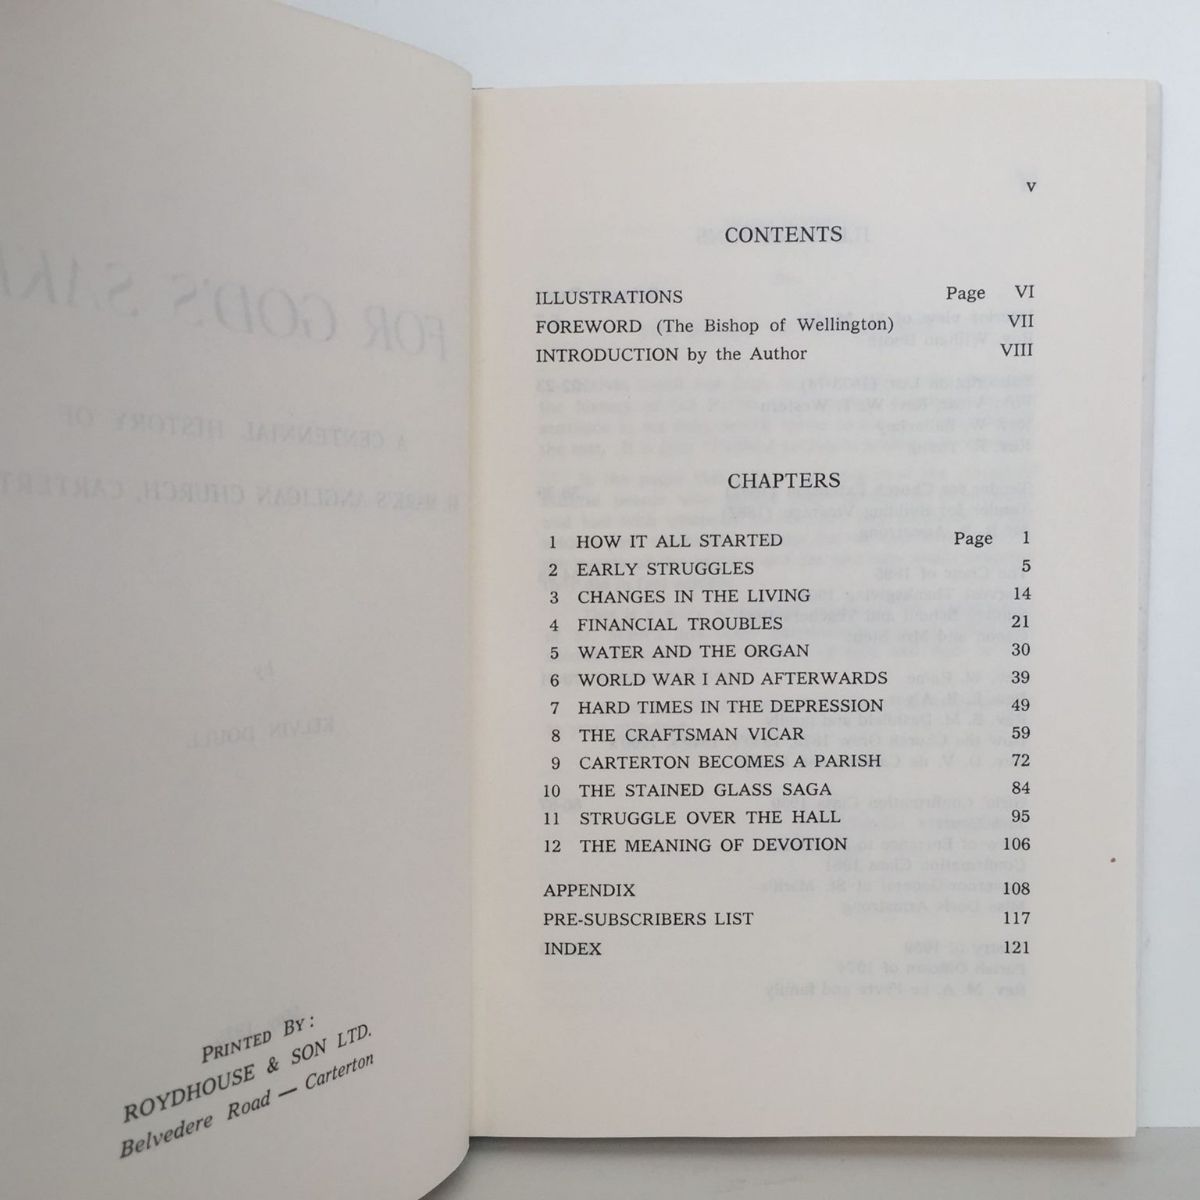 PRINTED BY:
ROYDHOUSE & SON LTD.
Belvedere Road — Carterton
v
CONTENTS
ILLUSTRATIONS Page VI
FOREWORD (The Bishop of Wellington) VII
INTRODUCTION by the Author VIII
CHAPTERS
1 HOW IT ALL STARTED Page 1
2 EARLY STRUGGLES 5
3 CHANGES IN THE LIVING 14
4 FINANCIAL TROUBLES 21
5 WATER AND THE ORGAN 30
6 WORLD WAR I AND AFTERWARDS 39
7 HARD TIMES IN THE DEPRESSION 49
8 THE CRAFTSMAN VICAR 59
9 CARTERTON BECOMES A PARISH 72
10 THE STAINED GLASS SAGA 84
11 STRUGGLE OVER THE HALL 95
12 THE MEANING OF DEVOTION 106
APPENDIX 108
PRE-SUBSCRIBERS LIST 117
INDEX 121